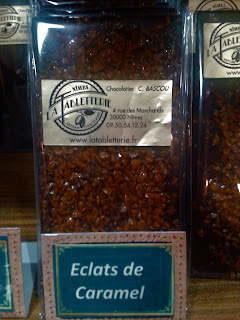 NÎMES
LA TABLETTERIE
Chocolatier C. BASCOU
4 rue des Marchands
30000 Nîmes
09.50.54.12.24
www.latabletterie.fr
Eclats de
Caramel